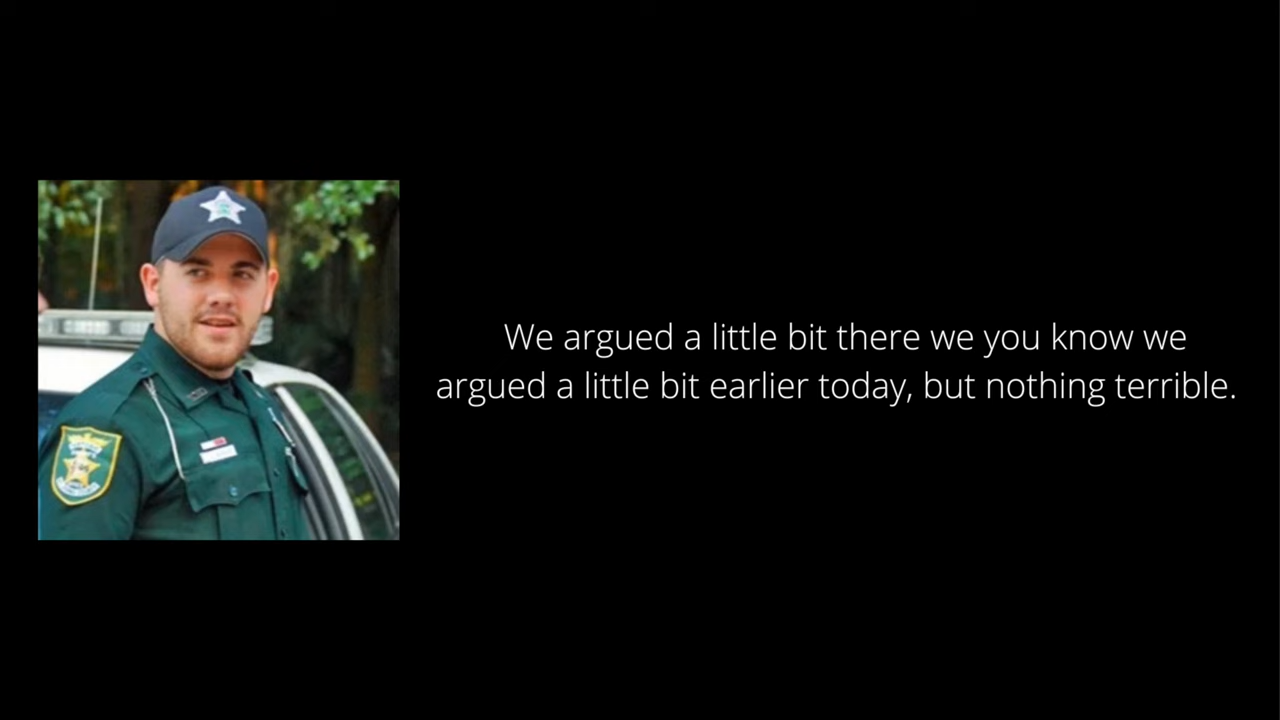 We argued a little bit there we you know we
argued a little bit earlier today, but nothing terrible.